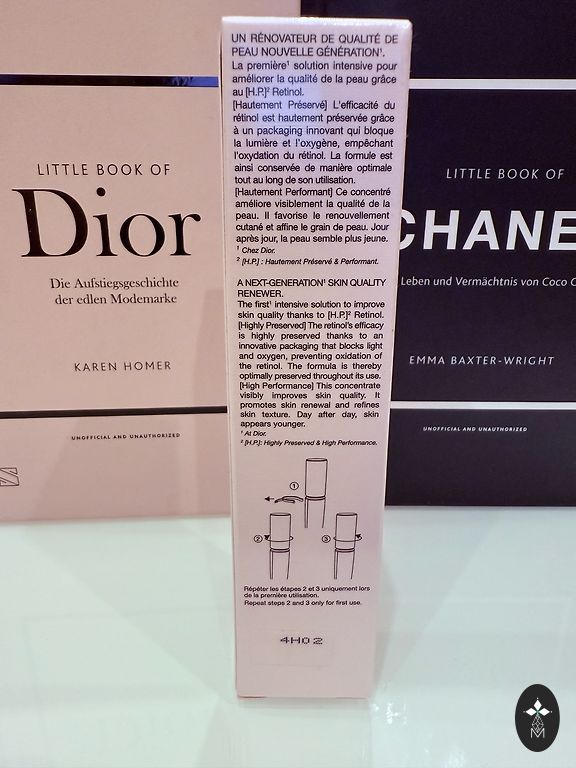 UN RÉNOVATEUR DE QUALITÉ DE
PEAU NOUVELLE GÉNÉRATION¹.
La première¹ solution intensive pour
améliorer la qualité de la peau grâce
au [H.P.]² Retinol.
[Hautement Préservé] L'efficacité du
rétinol est hautement préservée grâce
à un packaging innovant qui bloque
la lumière et l'oxygène, empêchant
l'oxydation du rétinol. La formule est
ainsi conservée de manière optimale
tout au long de son utilisation.
[Hautement Performant] Ce concentré
améliore visiblement la qualité de la
peau. Il favorise le renouvellement
cutané et affine le grain de peau. Jour
après jour, la peau semble plus jeune.
¹ Chez Dior.
² [H.P.] : Hautement Préservé & Performant.
A NEXT-GENERATION¹ SKIN QUALITY
RENEWER.
The first¹ intensive solution to improve
skin quality thanks to [H.P.]² Retinol.
[Highly Preserved] The retinol's efficacy
is highly preserved thanks to an
innovative packaging that blocks light
and oxygen, preventing oxidation of
the retinol. The formula is thereby
optimally preserved throughout its use.
[High Performance] This concentrate
visibly improves skin quality. It
promotes skin renewal and refines
skin texture. Day after day, skin
appears younger.
¹ At Dior.
² [H.P.]: Highly Preserved & High Performance.
1
2
3
Répéter les étapes 2 et 3 uniquement lors
de la première utilisation.
Repeat steps 2 and 3 only for first use.
4H02
LITTLE BOOK OF
Dior
Die Aufstiegsgeschichte
der edlen Modemarke
KAREN HOMER
UNOFFICIAL AND UNAUTHORIZED
LITTLE BOOK OF
CHANE
Leben und Vermächtnis von Coco C
EMMA BAXTER-WRIGHT
UNOFFICIAL AND UNAUTHORIZED
M